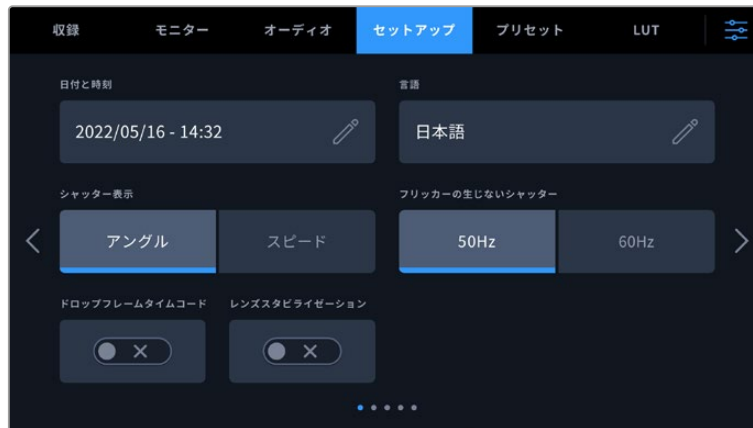 収録 モニター オーディオ セットアップ プリセット LUT
日付と時刻 言語
2022/05/16 - 14:32 日本語
シャッター表示 フリッカーの生じないシャッター
アングル スピード 50Hz 60Hz
ドロップフレームタイムコード レンズスタビライゼーション